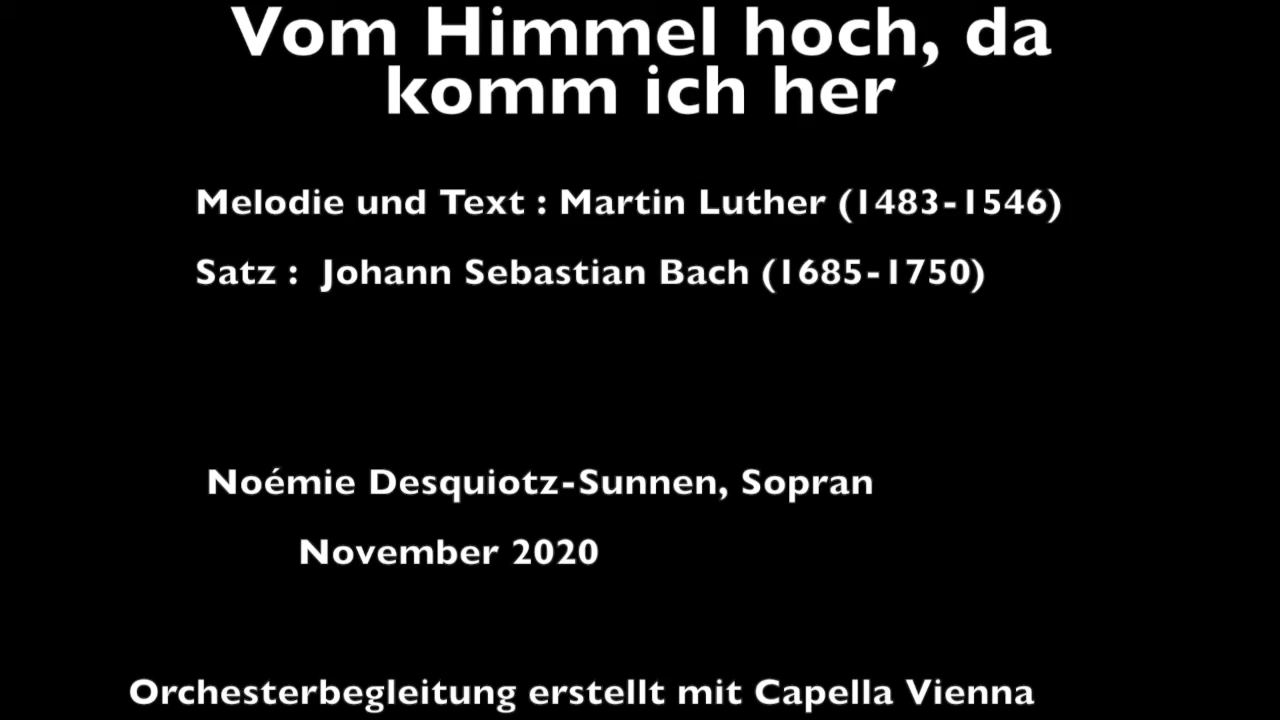 Vom Himmel hoch, da
komm ich her
Melodie und Text : Martin Luther (1483-1546)
Satz :  Johann Sebastian Bach (1685-1750)
Noémie Desquiotz-Sunnen, Sopran
November 2020
Orchesterbegleitung erstellt mit Capella Vienna